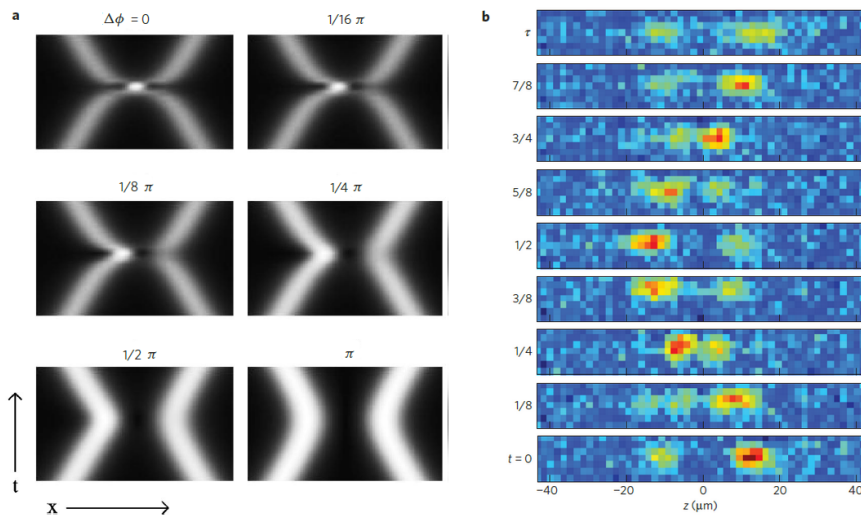 a
Δϕ = 0
1/16 π
1/8 π
1/4 π
1/2 π
π
t
x
b
τ
7/8
3/4
5/8
1/2
3/8
1/4
1/8
t = 0
−40
−20
0
20
40
z (μm)